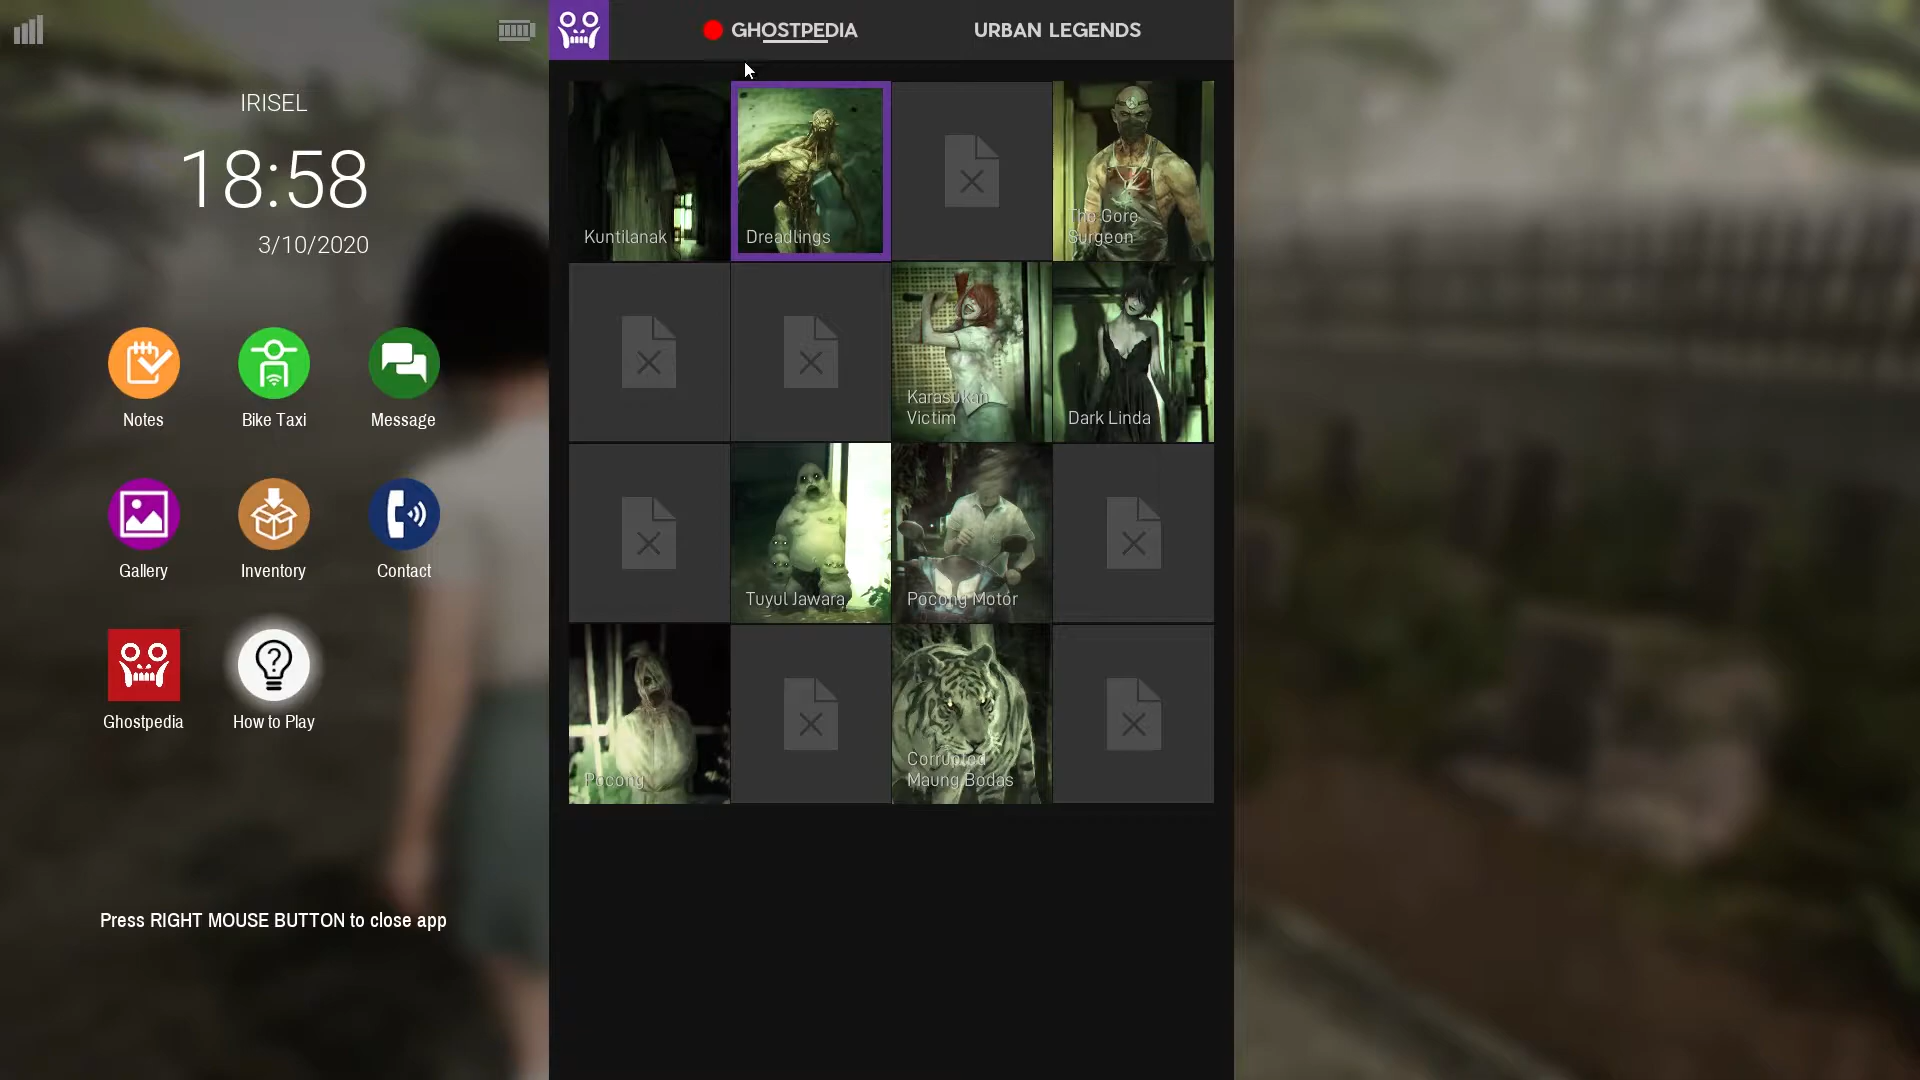 IRISEL
18:58
3/10/2020
Notes
Bike Taxi
Message
Gallery
Inventory
Contact
Ghostpedia
How to Play
Press RIGHT MOUSE BUTTON to close app
GHOSTPEDIA
URBAN LEGENDS
Kuntilanak
Dreadlings
The Gore
Surgeon
Karasukan
Victim
Dark Linda
Tuyul Jawara
Pocong Motor
Pocong
Corrupted
Maung Bodas